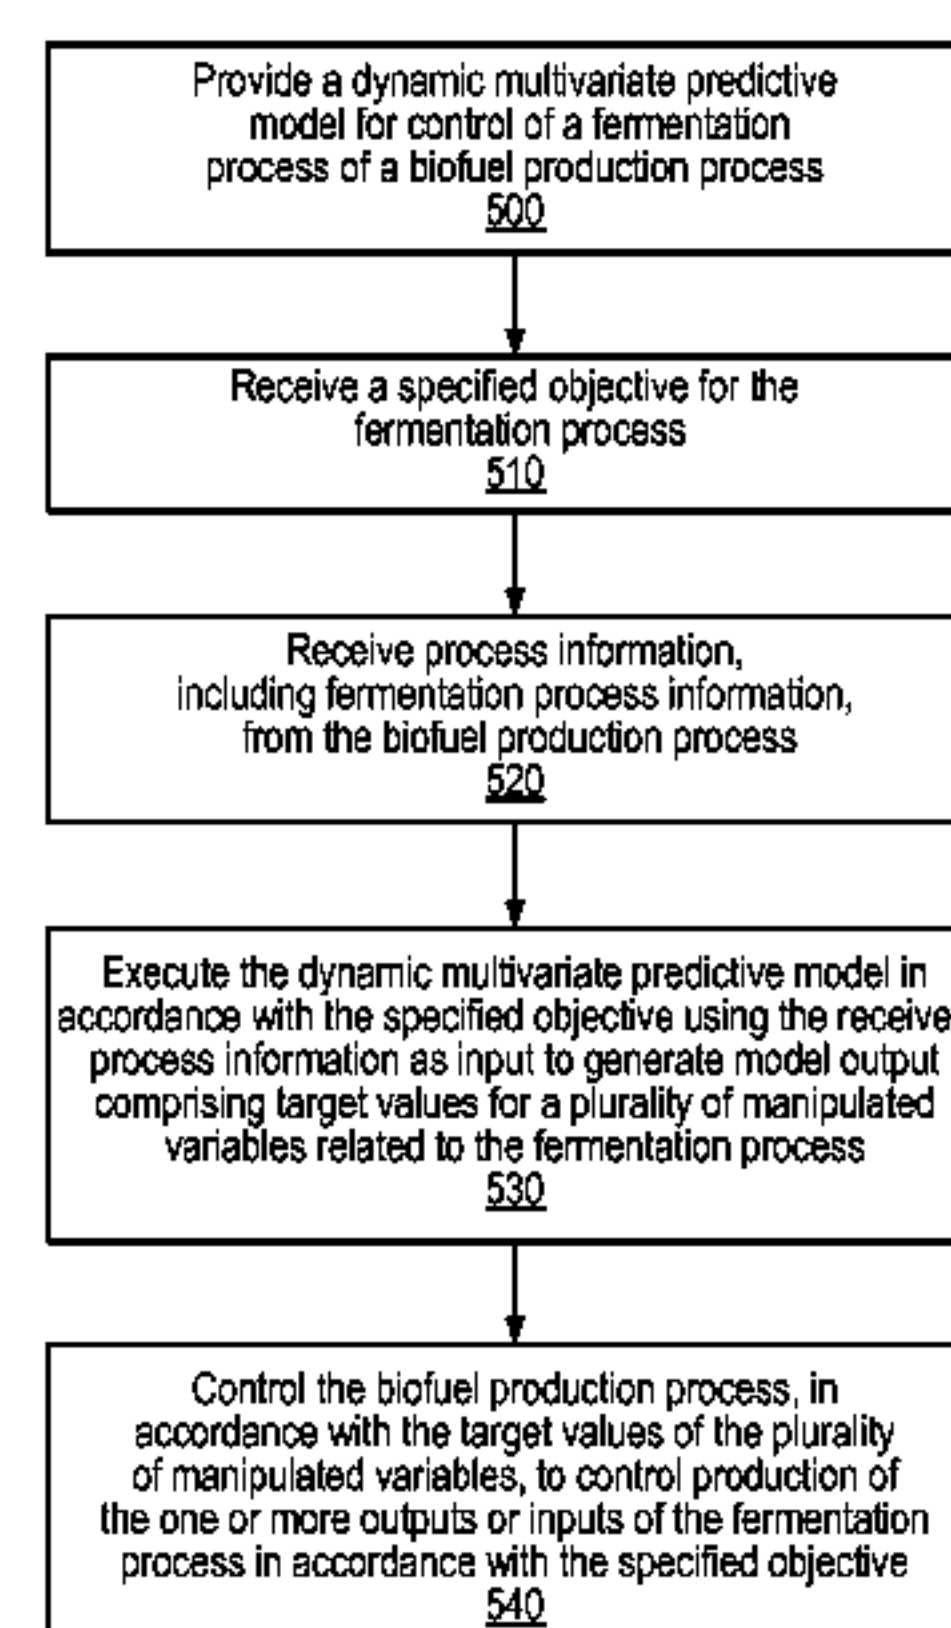 Provide a dynamic multivariate predictive
model for control of a fermentation
process of a biofuel production process
500
Receive a specified objective for the
fermentation process
510
Receive process information,
including fermentation process information,
from the biofuel production process
520
Execute the dynamic multivariate predictive model in
accordance with the specified objective using the receive
process information as input to generate model output
comprising target values for a plurality of manipulated
variables related to the fermentation process
530
Control the biofuel production process, in
accordance with the target values of the plurality
of manipulated variables, to control production of
the one or more outputs or inputs of the fermentation
process in accordance with the specified objective
540